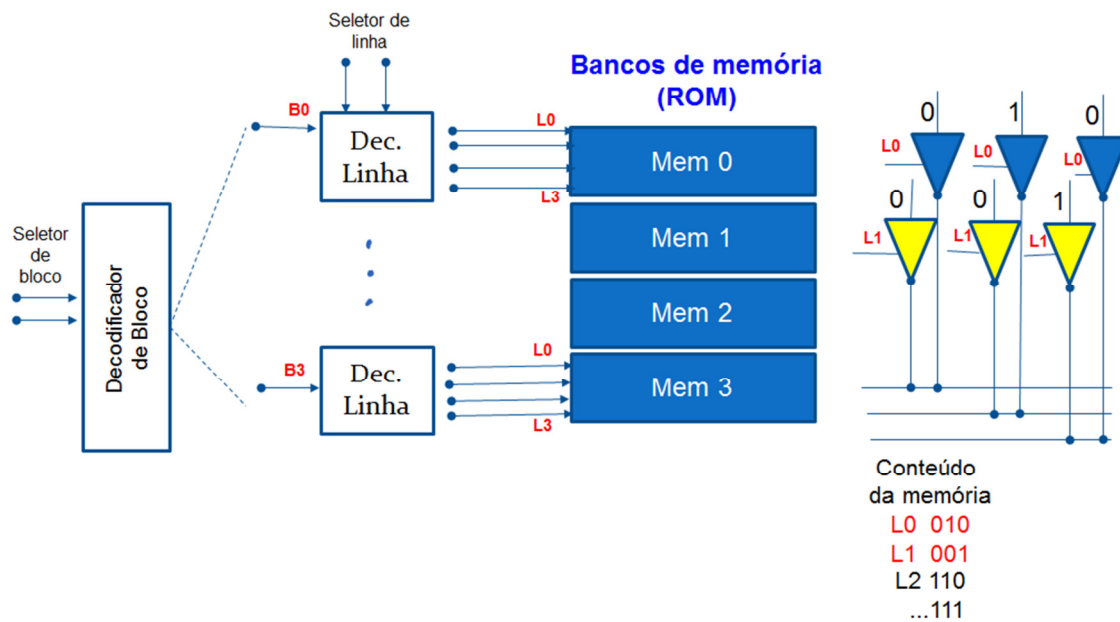 Seletor de
linha
Bancos de memória
(ROM)
B0
Dec.
Linha
L0
L3
Mem 0
Mem 1
Mem 2
Mem 3
Seletor
de
bloco
Decodificador
de Bloco
B3
Dec.
Linha
L0
L3
0
1
0
L0
L0
L0
0
0
1
L1
L1
L1
Conteúdo
da memória
L0 010
L1 001
L2 110
...111